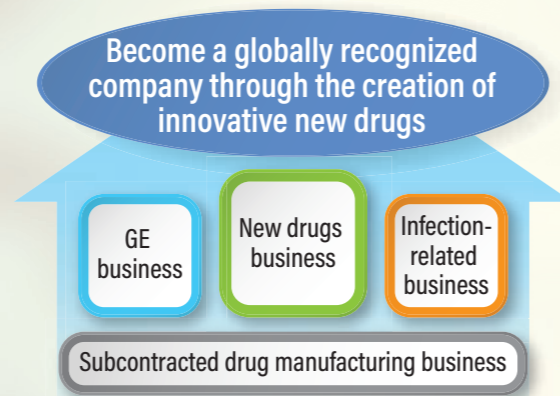 Become a globally recognized
company through the creation of
innovative new drugs
GE
business
New drugs
business
Infection-
related
business
Subcontracted drug manufacturing business